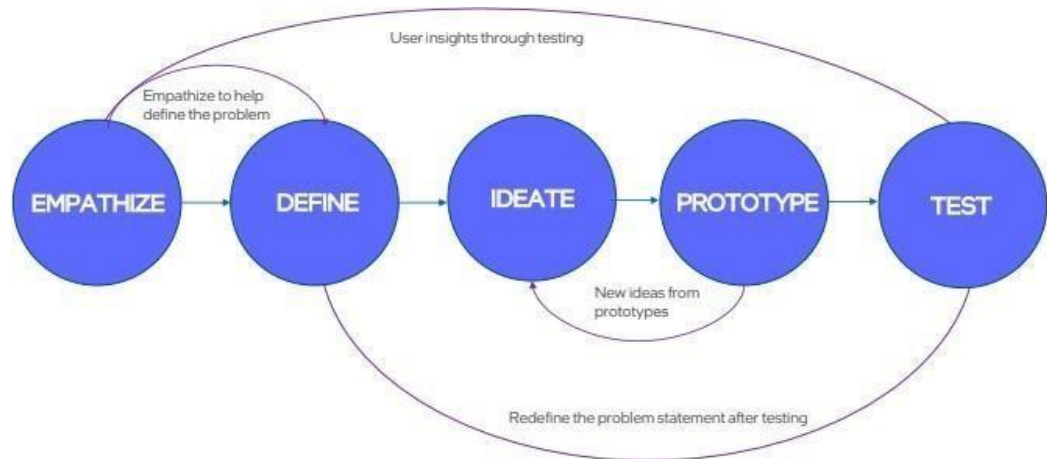 User insights through testing
Empathize to help
define the problem
EMPATHIZE
DEFINE
IDEATE
PROTOTYPE
TEST
New ideas from
prototypes
Redefine the problem statement after testing